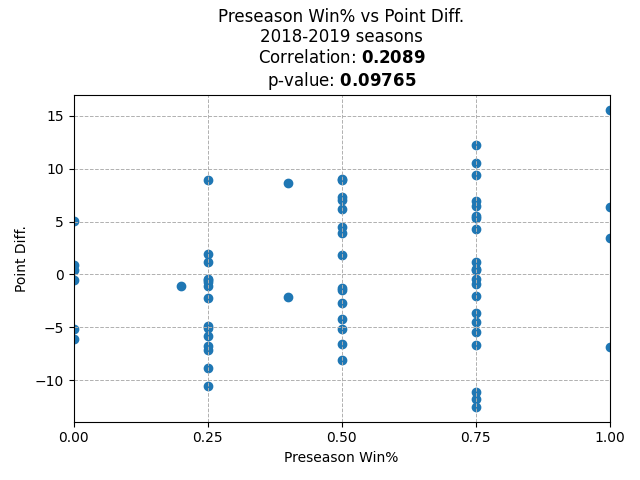 Preseason Win% vs Point Diff.
2018-2019 seasons
Correlation: 0.2089
p-value: 0.09765
15
10
5
0
−5
−10
Point Diff.
0.00 0.25 0.50 0.75 1.00
Preseason Win%